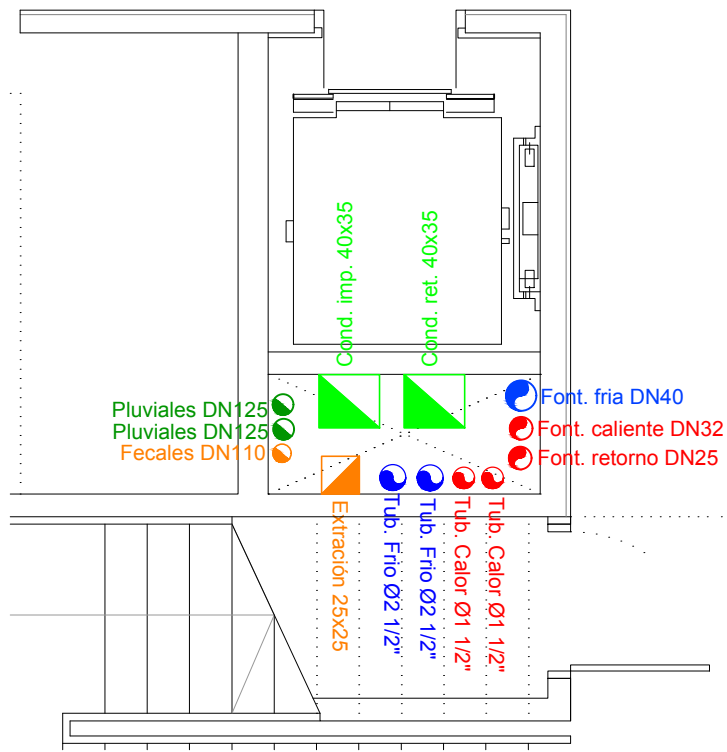 Cond. imp. 40x35
Cond. ret. 40x35
Pluviales DN125
Pluviales DN125
Fecales DN110
Font. fria DN40
Font. caliente DN32
Font. retorno DN25
Extración 25x25
Tub. Frio Ø2 1/2"
Tub. Frio Ø2 1/2"
Tub. Calor Ø1 1/2"
Tub. Calor Ø1 1/2"